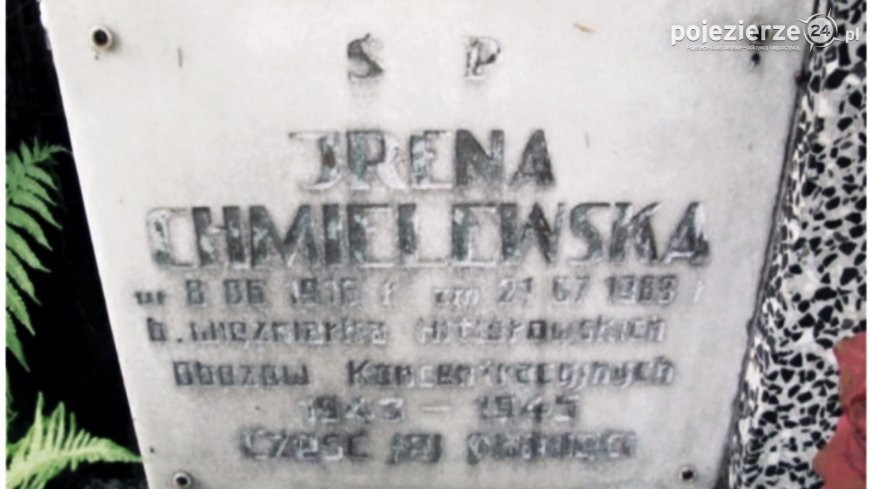 pojezierze24.pl
S P
IRENA
CHMIELEWSKA
ur 8 06 1916 r zm 21 07 1983 r
b. więźniarka hitlerowskich
Obozów Koncentracyjnych
1943 - 1945
Cześć jej pamięci